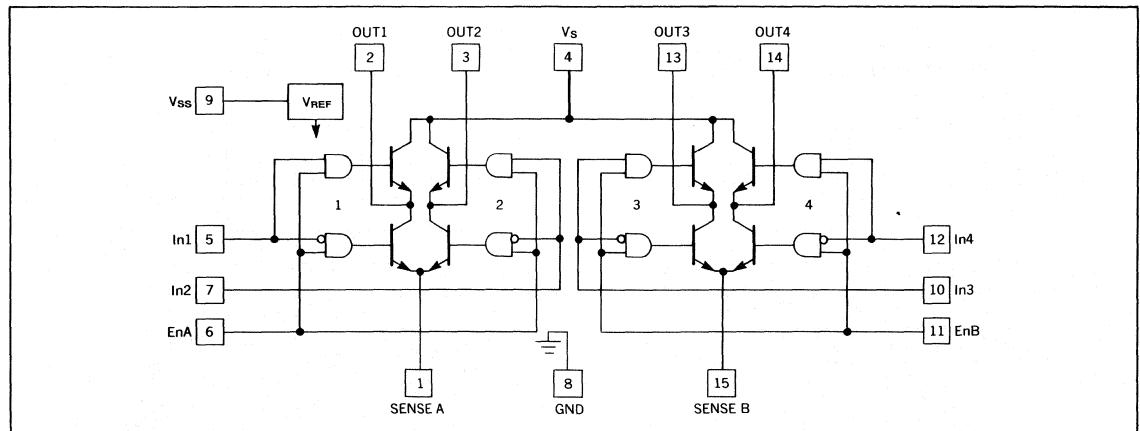 OUT1 OUT2 Vs OUT3 OUT4
2 3 4 13 14
Vss 9 VREF
1 2 3 4
In1 5 12 In4
In2 7 10 In3
EnA 6 11 EnB
1 8 15
SENSE A GND SENSE B